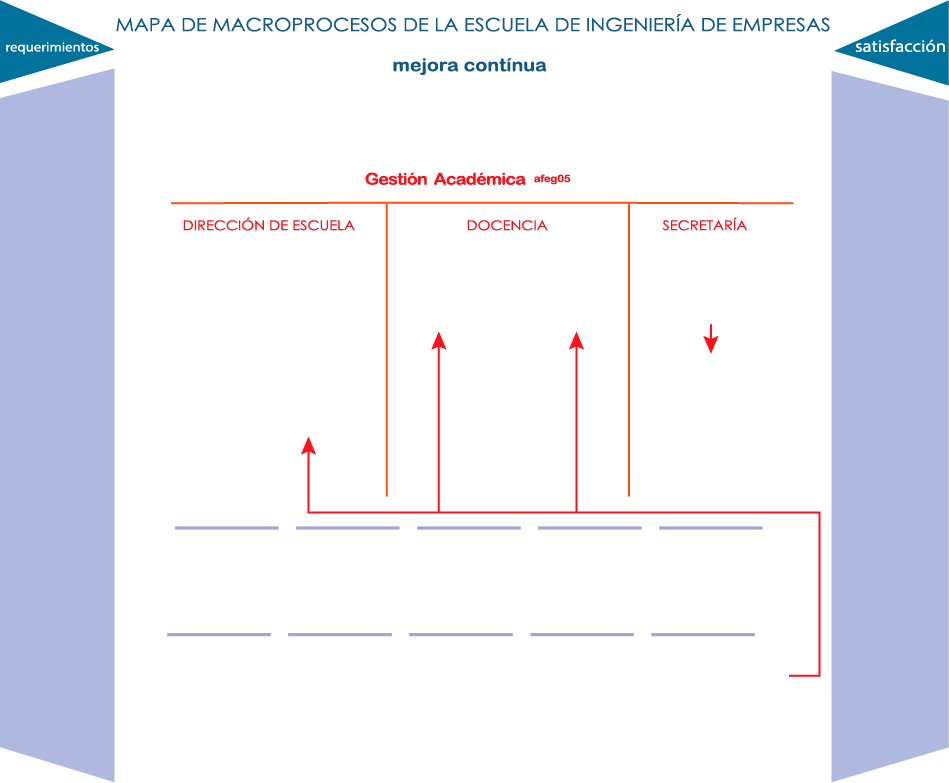 MAPA DE MACROPROCESOS DE LA ESCUELA DE INGENIERÍA DE EMPRESAS
requerimientos
satisfacción
mejora contínua
Gestión Académica afeg05
DIRECCIÓN DE ESCUELA
DOCENCIA
SECRETARÍA